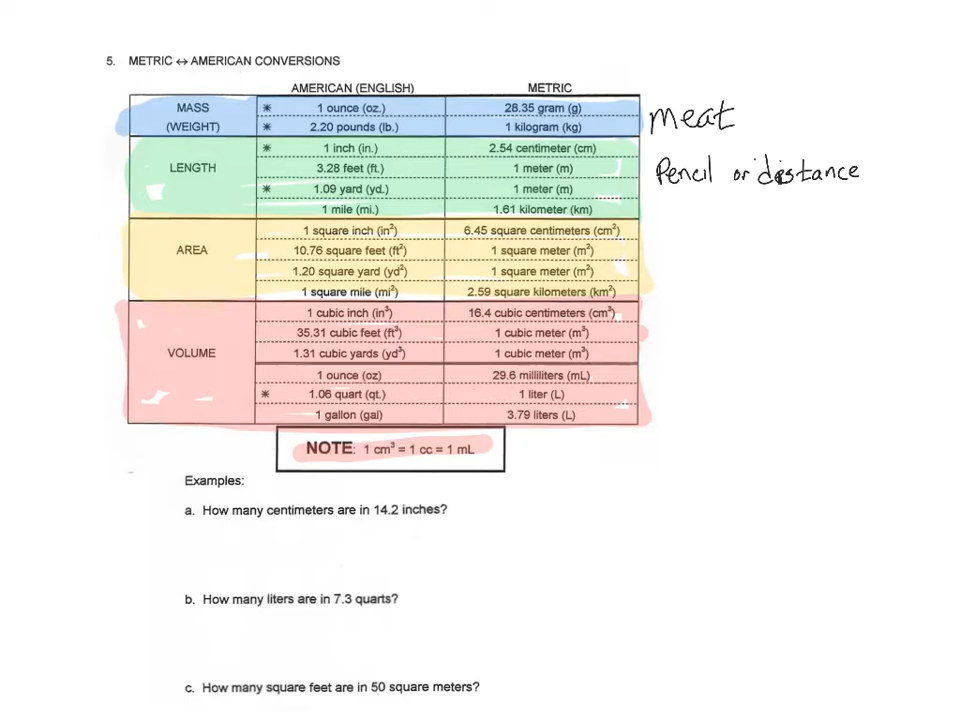 5. METRIC ↔ AMERICAN CONVERSIONS
AMERICAN (ENGLISH) METRIC
MASS * 1 ounce (oz.) 28.35 gram (g)
(WEIGHT) * 2.20 pounds (lb.) 1 kilogram (kg) meat
* 1 inch (in.) 2.54 centimeter (cm)
LENGTH 3.28 feet (ft.) 1 meter (m) Pencil or distance
* 1.09 yard (yd.) 1 meter (m)
1 mile (mi.) 1.61 kilometer (km)
1 square inch (in²) 6.45 square centimeters (cm²)
AREA 10.76 square feet (ft²) 1 square meter (m²)
1.20 square yard (yd²) 1 square meter (m²)
1 square mile (mi²) 2.59 square kilometers (km²)
1 cubic inch (in³) 16.4 cubic centimeters (cm³)
35.31 cubic feet (ft³) 1 cubic meter (m³)
VOLUME 1.31 cubic yards (yd³) 1 cubic meter (m³)
1 ounce (oz) 29.6 milliliters (mL)
* 1.06 quart (qt.) 1 liter (L)
1 gallon (gal) 3.79 liters (L)
NOTE: 1 cm³ = 1 cc = 1 mL
Examples:
a. How many centimeters are in 14.2 inches?
b. How many liters are in 7.3 quarts?
c. How many square feet are in 50 square meters?